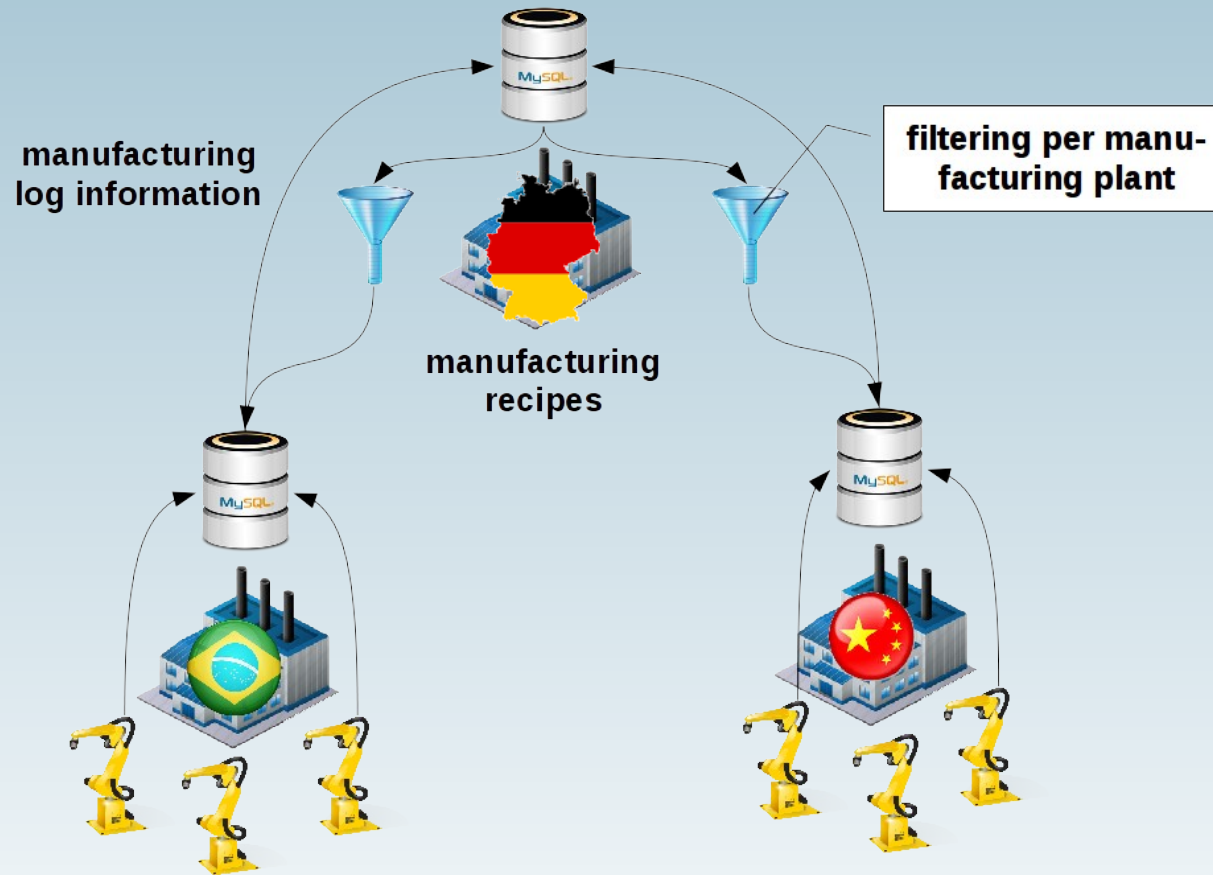 MySQL
manufacturing
log information
filtering per manu-
facturing plant
manufacturing
recipes
MySQL
MySQL